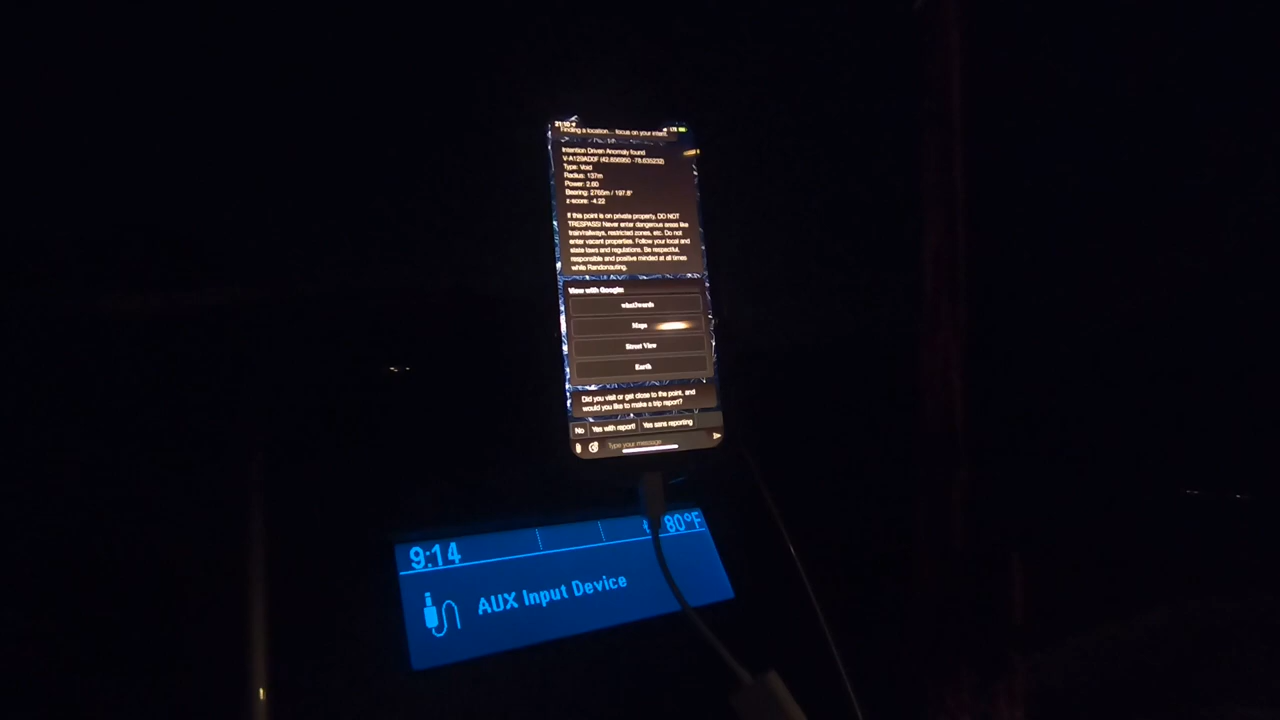 21:10
LTE
Finding a location... focus on your intent.
Intention Driven Anomaly found
V-A129AD0F (42.656950 -78.635232)
Type: Void
Radius: 137m
Power: 2.60
Bearing: 2765m / 197.8°
z-score: -4.22
If this point is on private property, DO NOT
TRESPASS! Never enter dangerous areas like
train/railways, restricted zones, etc. Do not
enter vacant properties. Follow your local and
state laws and regulations. Be respectful,
responsible and positive minded at all times
while Randonauting.
View with Google:
what3words
Maps
Street View
Earth
Did you visit or get close to the point, and
would you like to make a trip report?
No
Yes with report!
Yes sans reporting
Type your message
9:14
80°F
AUX Input Device